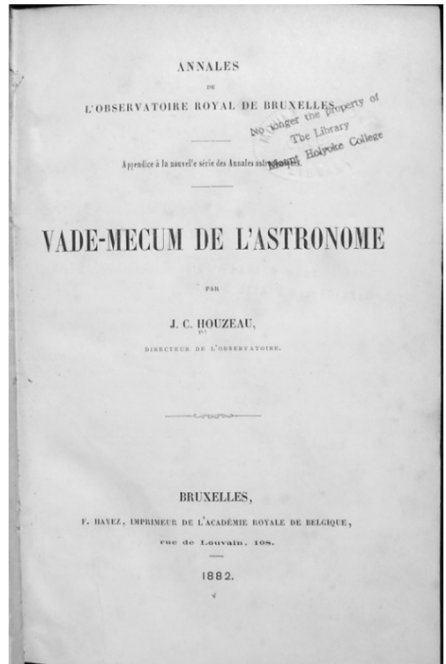 ANNALES
DE
L'OBSERVATOIRE ROYAL DE BRUXELLES.
No longer the property of
The Library
Mount Holyoke College
Appendice à la nouvelle série des Annales astronomiques.
VADE-MECUM DE L'ASTRONOME
PAR
J. C. HOUZEAU,
DIRECTEUR DE L'OBSERVATOIRE.
BRUXELLES,
F. HAYEZ, IMPRIMEUR DE L'ACADÉMIE ROYALE DE BELGIQUE,
rue de Louvain, 108.
1882.